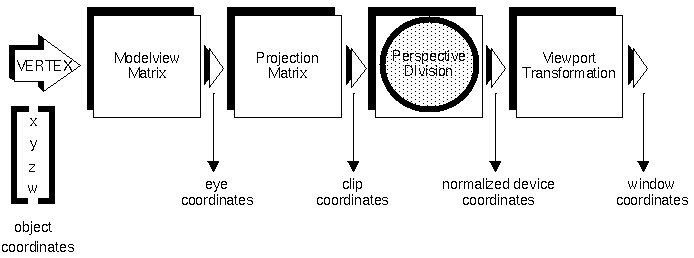 VERTEX
Modelview
Matrix
Projection
Matrix
Perspective
Division
Viewport
Transformation
x
y
z
w
object
coordinates
eye
coordinates
clip
coordinates
normalized device
coordinates
window
coordinates